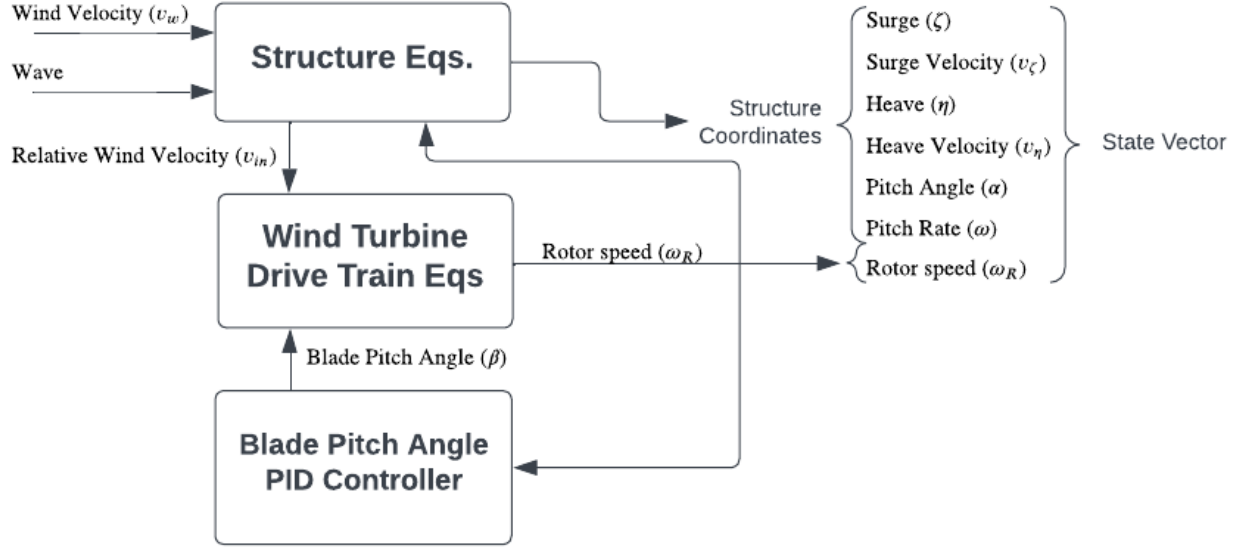 Wind Velocity (v_w)
Wave
Structure Eqs.
Relative Wind Velocity (v_in)
Wind Turbine
Drive Train Eqs
Rotor speed (ω_R)
Blade Pitch Angle (β)
Blade Pitch Angle
PID Controller
Structure
Coordinates
Surge (ζ)
Surge Velocity (v_ζ)
Heave (η)
Heave Velocity (v_η)
Pitch Angle (α)
Pitch Rate (ω)
Rotor speed (ω_R)
State Vector